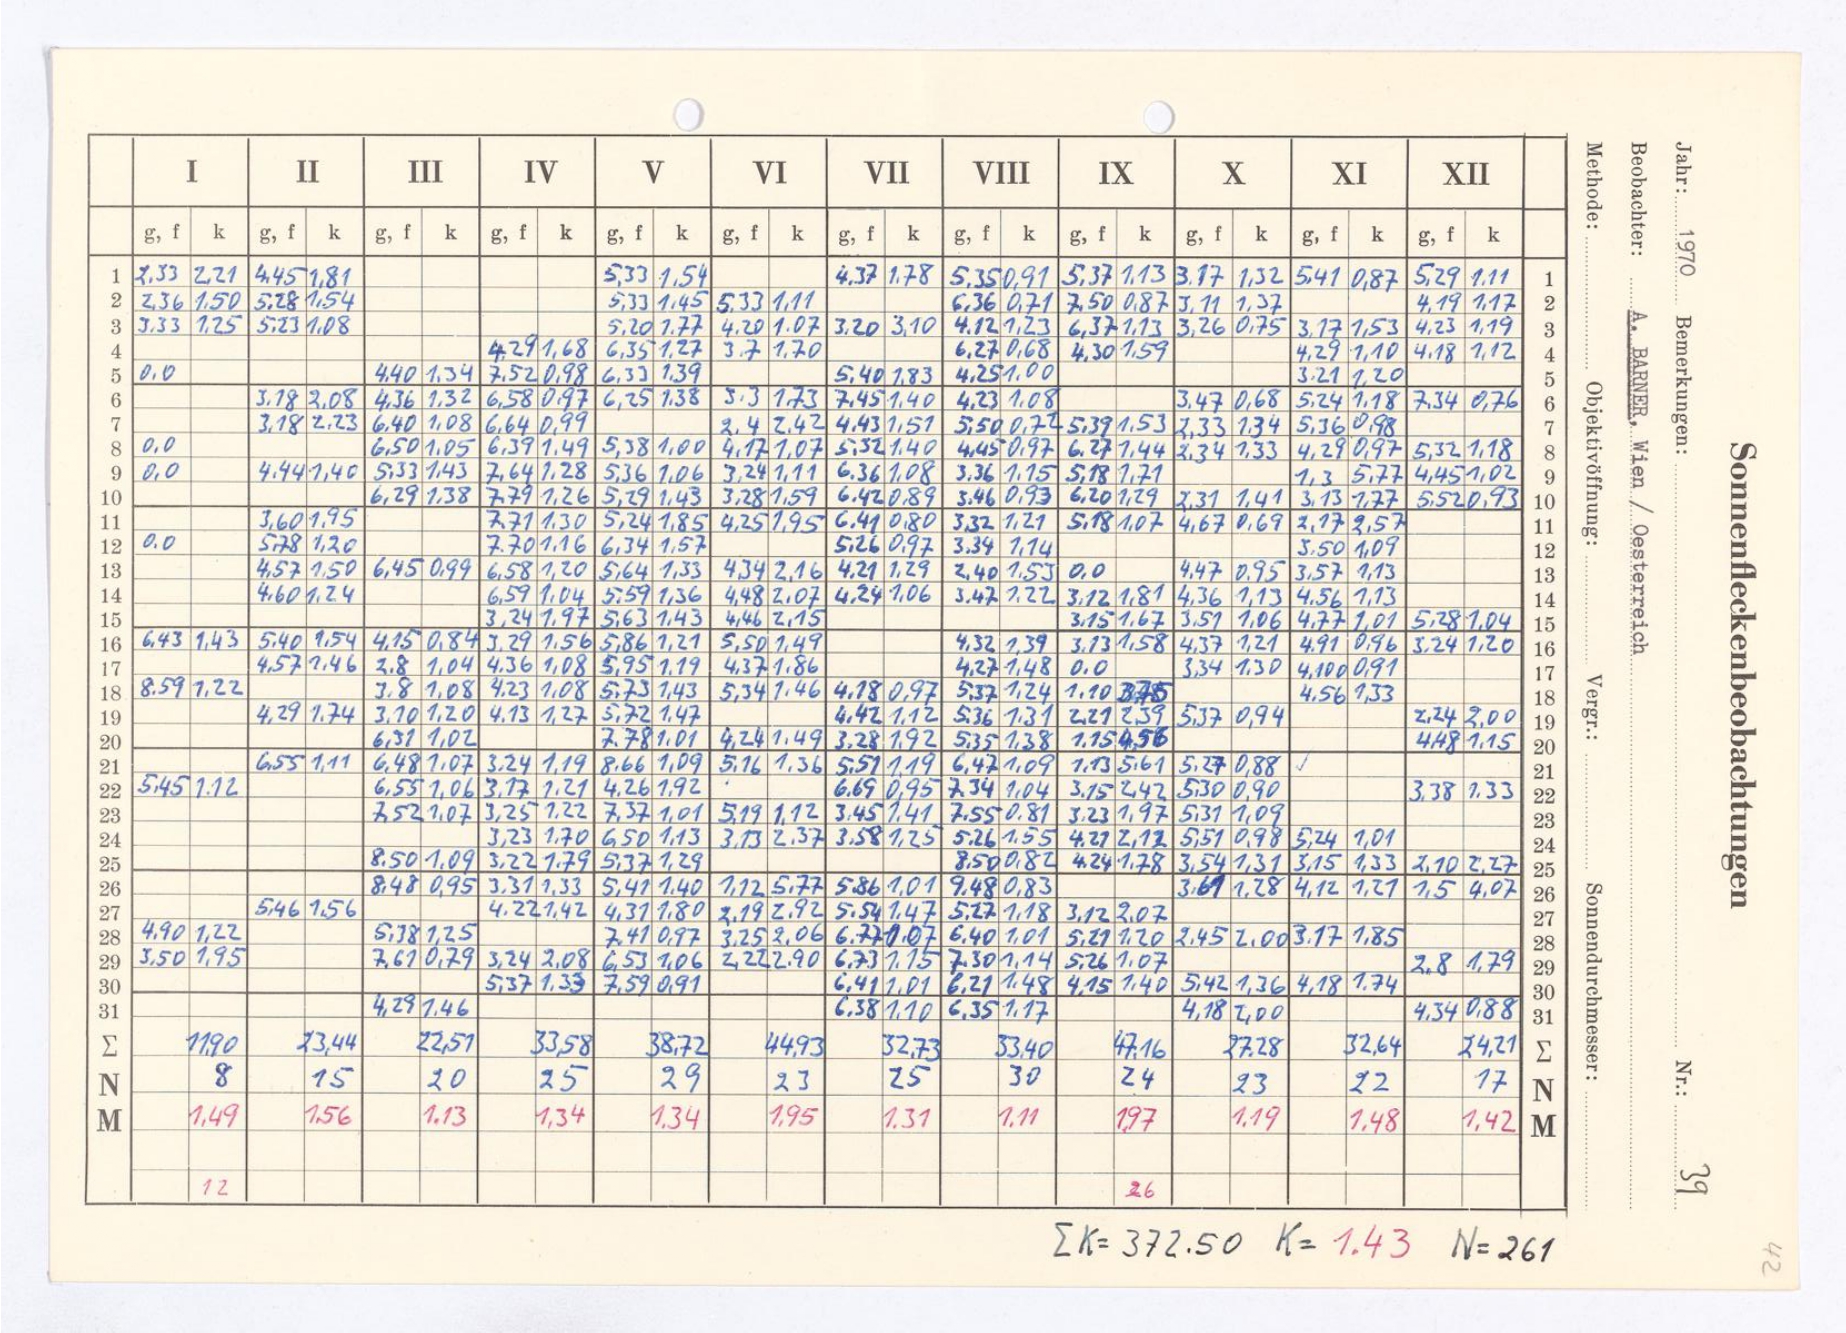 I II III IV V VI VII VIII IX X XI XII
g, f k g, f k g, f k g, f k g, f k g, f k g, f k g, f k g, f k g, f k g, f k g, f k
1 2,33 2,21 4.45 1,81 5,33 1,54 4.37 1.78 5,35 0,91 5,37 1,13 3.17 1,32 5,41 0,87 5,29 1.11 1
2 2,36 1,50 5,28 1,54 5,33 1,45 5,33 1,11 6,36 0,71 7,50 0,87 3,11 1,37 4,19 1,17 2
3 3.33 1,25 5,23 1,08 5.20 1.77 4.20 1.07 3,20 3,10 4.12 1,23 6,37 1,13 3,26 0,75 3,17 1,53 4,23 1,19 3
4 4,29 1,68 6,35 1,27 3.7 1,70 6,27 0,68 4,30 1,59 4,29 1,10 4.18 1,12 4
5 0,0 4,40 1,34 7,52 0,98 6,33 1.39 5,40 1,83 4,25 1,00 3.21 1,20 5
6 3,18 2,08 4,36 1,32 6,58 0,97 6,25 1.38 3.3 1,73 7,45 1,40 4,23 1,08 3,47 0,68 5,24 1,18 7,34 0,76 6
7 3,18 2,23 6,40 1,08 6,64 0,99 2,4 2,42 4,43 1,51 5,50 0,72 5,39 1,53 2,33 1,34 5,36 0,98 7
8 0,0 6,50 1,05 6,39 1,49 5,38 1,00 4,17 1,07 5,32 1,40 4,45 0,97 6,27 1,44 2,34 1,33 4,29 0,97 5,32 1,18 8
9 0,0 4,44 1,40 5,33 1,43 7,64 1.28 5,36 1,06 3,24 1,11 6.36 1,08 3,36 1,15 5,18 1,71 1,3 5,77 4,45 1,02 9
10 6,29 1.38 7,79 1.26 5,29 1,43 3.28 1,59 6.42 0,89 3.46 0,93 6,20 1,29 2,31 1,41 3,13 1,77 5,52 0,93 10
11 3,60 1,95 7,71 1.30 5,24 1,85 4,25 1,95 6.41 0,80 3,32 1,21 5,18 1,07 4,67 0,69 2,17 2,57 11
12 0,0 5,78 1,20 7.70 1,16 6,34 1,57 5,26 0,97 3.34 1,14 3,50 1,09 12
13 4,57 1,50 6,45 0,99 6,58 1,20 5,64 1,33 4,34 2,16 4,21 1,29 2,40 1.53 0,0 4,47 0,95 3,57 1,13 13
14 4.60 1,24 6,59 1,04 5,59 1,36 4,48 2,07 4,24 1,06 3,47 1,22 3,12 1,81 4,36 1,13 4,56 1,13 14
15 3,24 1,97 5,63 1,43 4,46 2,15 3,15 1,67 3,51 1,06 4,77 1,01 5,28 1,04 15
16 6,43 1,43 5,40 1,54 4,15 0,84 3,29 1,56 5,86 1,21 5,50 1,49 4,32 1,39 3.13 1,58 4,37 1,21 4,91 0,96 3,24 1,20 16
17 4,57 1.46 2.8 1,04 4.36 1,08 5,95 1,19 4,37 1,86 4,27 1,48 0.0 3,34 1,30 4,100 0,91 17
18 8,59 1,22 3,8 1,08 4,23 1,08 5,73 1,43 5,34 1.46 4.18 0,97 5,37 1,24 1.10 3,75 4.56 1,33 18
19 4,29 1.74 3,10 1,20 4.13 1,27 5,72 1,47 4,42 1,12 5,36 1.31 2,21 2,39 5,37 0,94 2,24 2,00 19
20 6,31 1,02 7.78 1,01 4,24 1.49 3,28 1,92 5,35 1,38 1.15 4,56 4,48 1,15 20
21 6,55 1,11 6,48 1,07 3,24 1,19 8.66 1,09 5,16 1,36 5,51 1,19 6,47 1,09 1,13 5,61 5,27 0,88 21
22 5,45 1.12 6,55 1,06 3,17 1,21 4,26 1,92 6,69 0,95 7,34 1,04 3.15 2,42 5,30 0,90 3,38 1.33 22
23 7,52 1,07 3,25 1.22 7,37 1,01 5,19 1,12 3.45 1,41 7,55 0.81 3.23 1,97 5,31 1,09 23
24 3,23 1.70 6,50 1,13 3,13 2,37 3.58 1,25 5.26 1.55 4.21 2,12 5,51 0,98 5,24 1,01 24
25 8.50 1,09 3.22 1.79 5,37 1.29 8,50 0,82 4.24 1.78 3,54 1,31 3,15 1,33 2,10 2,27 25
26 8.48 0,95 3.31 1.33 5,41 1,40 1,12 5,77 5.86 1,01 9.48 0,83 3,61 1,28 4,12 1,21 1,5 4,07 26
27 5,46 1,56 4.22 1,42 4,31 1,80 2,19 2,92 5,54 1.47 5,27 1,18 3,12 2,07 27
28 4.90 1,22 5,38 1,25 7,41 0,97 3,25 2,06 6.77 1.07 6.40 1,01 5,21 1,20 2,45 2,00 3.17 1,85 28
29 3,50 1,95 7,61 0,79 3,24 2,08 6,53 1,06 2,22 2.90 6,73 1.15 7.30 1,14 5,26 1,07 2.8 1,79 29
30 5,37 1.33 7,59 0,91 6,41 1,01 6,21 1.48 4,15 1,40 5,42 1,36 4,18 1.74 30
31 4,29 1.46 6,38 1,10 6,35 1.17 4,18 2,00 4,34 0,88 31
Σ 11,90 23,44 22,51 33,58 38,72 44,93 32,73 33.40 47,16 27.28 32,64 24,21 Σ
N 8 15 20 25 29 23 25 30 24 23 22 17 N
M 1,49 1.56 1.13 1,34 1.34 1,95 1.31 1.11 1,97 1.19 1,48 1,42 M
12 26
ΣK= 372.50 K= 1.43 N= 261
Sonnenfleckenbeobachtungen
Jahr: 1970 Bemerkungen: Nr.: 39
Beobachter: A. BARNER, Wien / Oesterreich
Methode: Objektivöffnung: Vergr.: Sonnendurchmesser:
42